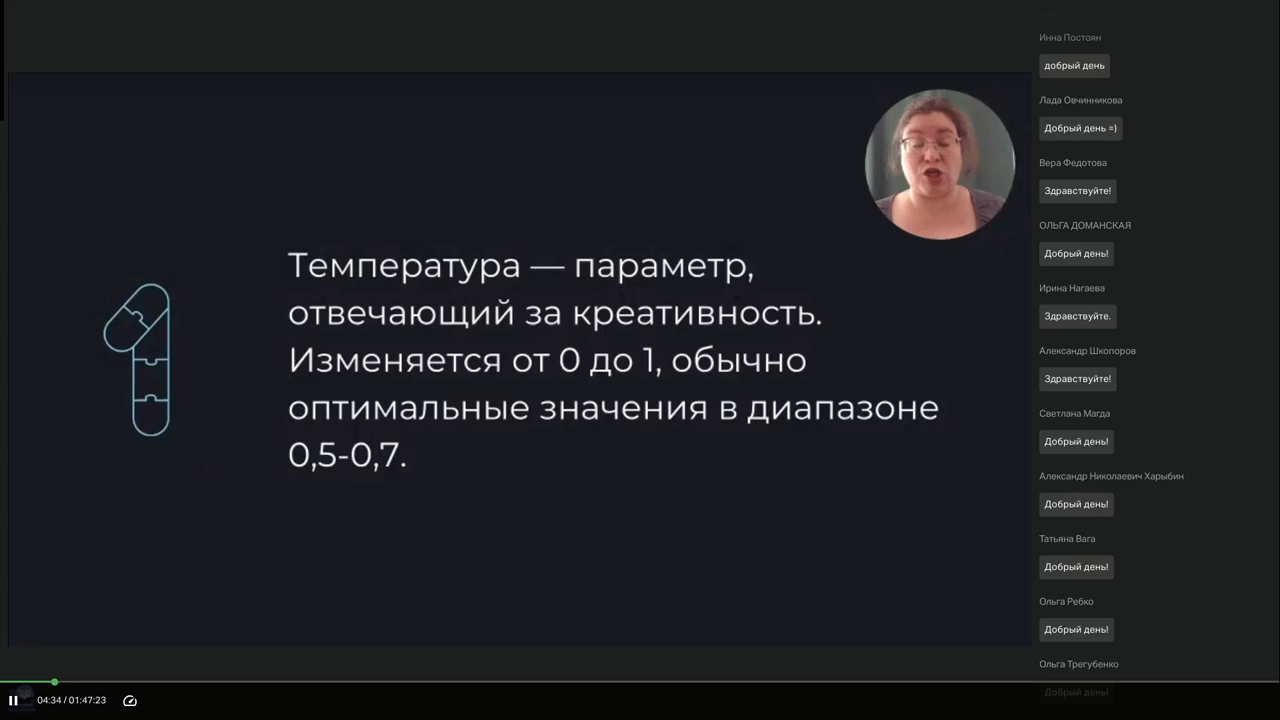 Температура — параметр,
отвечающий за креативность.
Изменяется от 0 до 1, обычно
оптимальные значения в диапазоне
0,5-0,7.
Инна Постоян
добрый день
Лада Овчинникова
Добрый день =)
Вера Федотова
Здравствуйте!
ОЛЬГА ДОМАНСКАЯ
Добрый день!
Ирина Нагаева
Здравствуйте.
Александр Шкопоров
Здравствуйте!
Светлана Магда
Добрый день!
Александр Николаевич Харыбин
Добрый день!
Татьяна Вага
Добрый день!
Ольга Ребко
Добрый день!
Ольга Трегубенко
Добрый день!
04:34 / 01:47:23